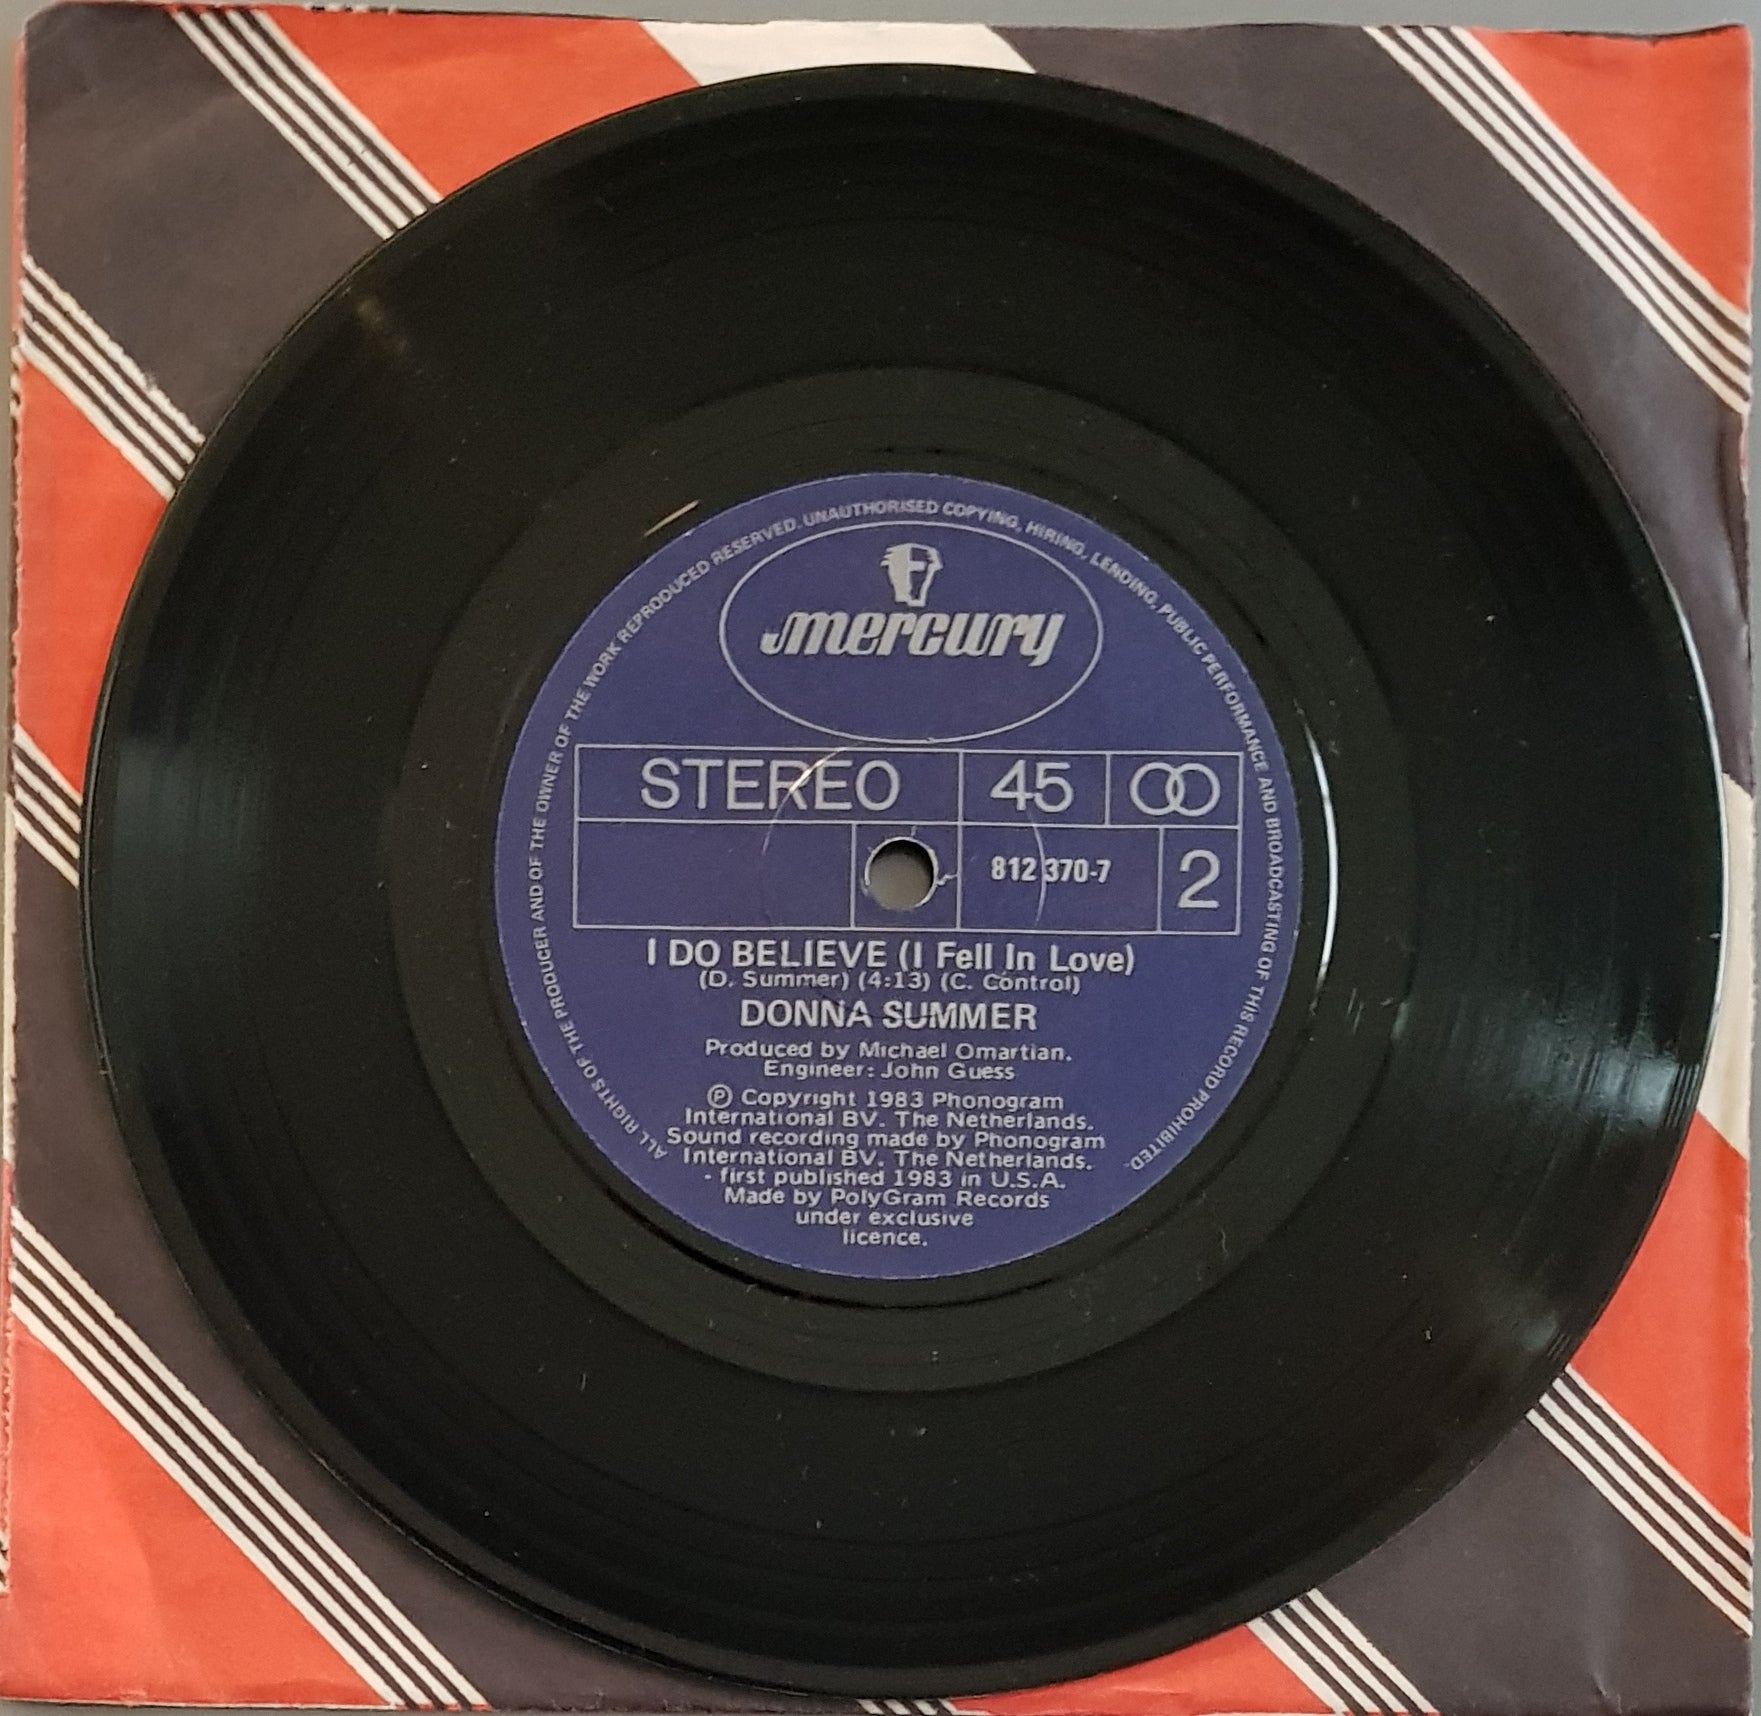 ALL RIGHTS OF THE PRODUCER AND OF THE OWNER OF THE WORK REPRODUCED RESERVED. UNAUTHORISED COPYING, HIRING, LENDING, PUBLIC PERFORMANCE AND BROADCASTING OF THIS RECORD PROHIBITED.
mercury
STEREO 45
812 370-7 2
I DO BELIEVE (I Fell In Love)
(D. Summer) (4:13) (C. Control)
DONNA SUMMER
Produced by Michael Omartian.
Engineer: John Guess
℗ Copyright 1983 Phonogram
International BV. The Netherlands.
Sound recording made by Phonogram
International BV. The Netherlands.
- first published 1983 in U.S.A.
Made by PolyGram Records
under exclusive
licence.